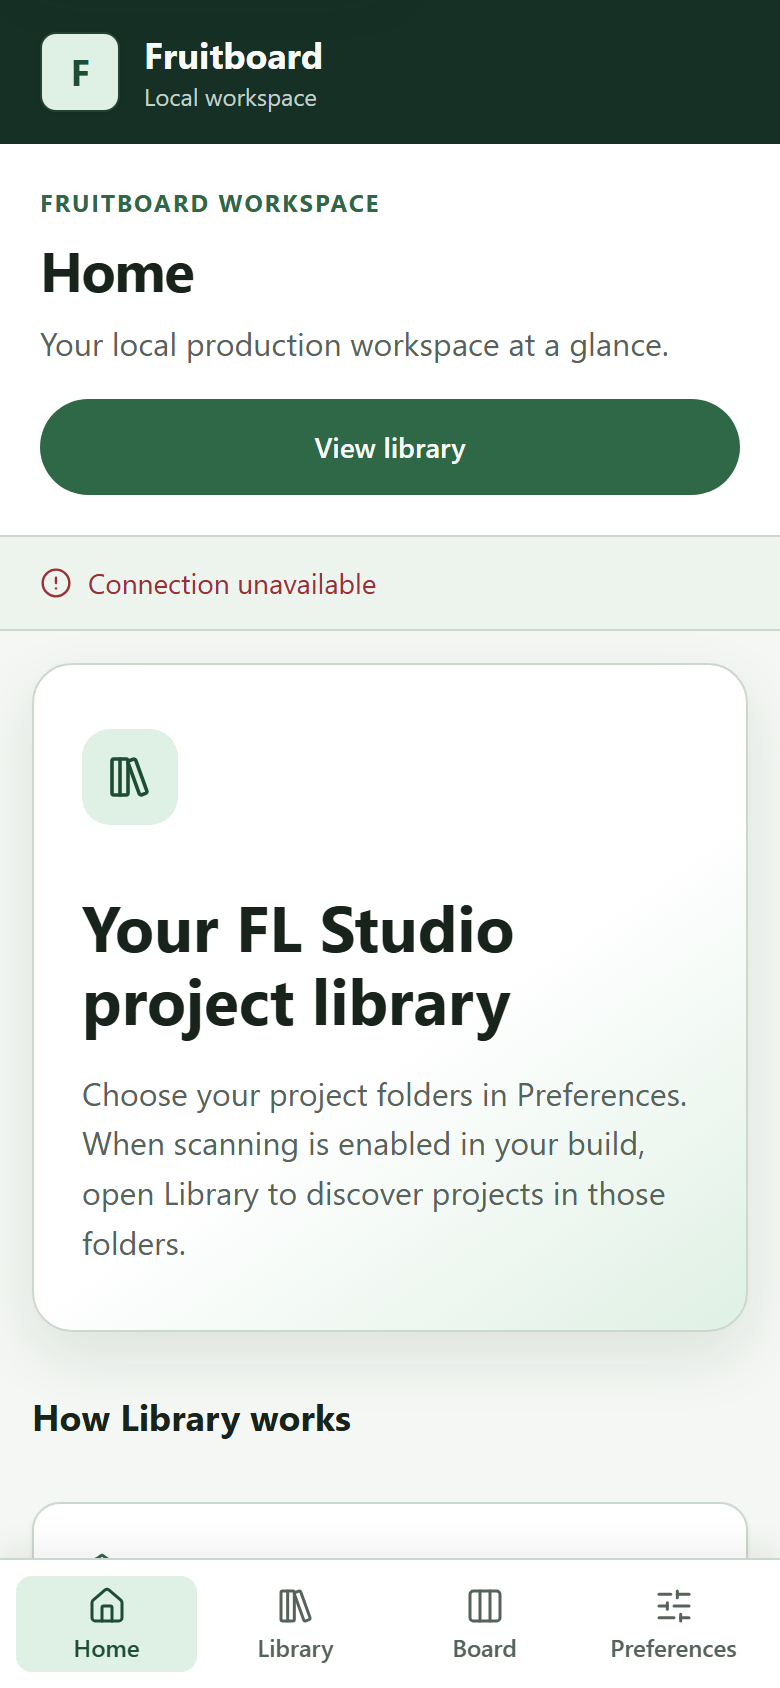 F
Fruitboard
Local workspace
FRUITBOARD WORKSPACE
Home
Your local production workspace at a glance.
View library
Connection unavailable
Your FL Studio
project library
Choose your project folders in Preferences.
When scanning is enabled in your build,
open Library to discover projects in those
folders.
How Library works
Home
Library
Board
Preferences